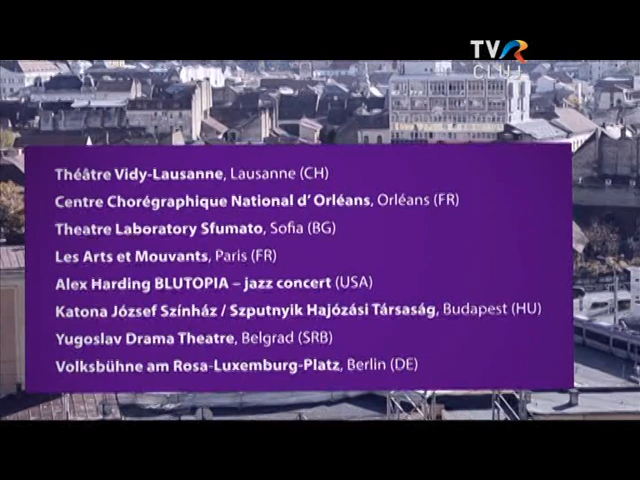 TVR
CLUJ
Théâtre Vidy-Lausanne, Lausanne (CH)
Centre Chorégraphique National d' Orléans, Orléans (FR)
Theatre Laboratory Sfumato, Sofia (BG)
Les Arts et Mouvants, Paris (FR)
Alex Harding BLUTOPIA – jazz concert (USA)
Katona József Színház / Szputnyik Hajózási Társaság, Budapest (HU)
Yugoslav Drama Theatre, Belgrad (SRB)
Volksbühne am Rosa-Luxemburg-Platz, Berlin (DE)